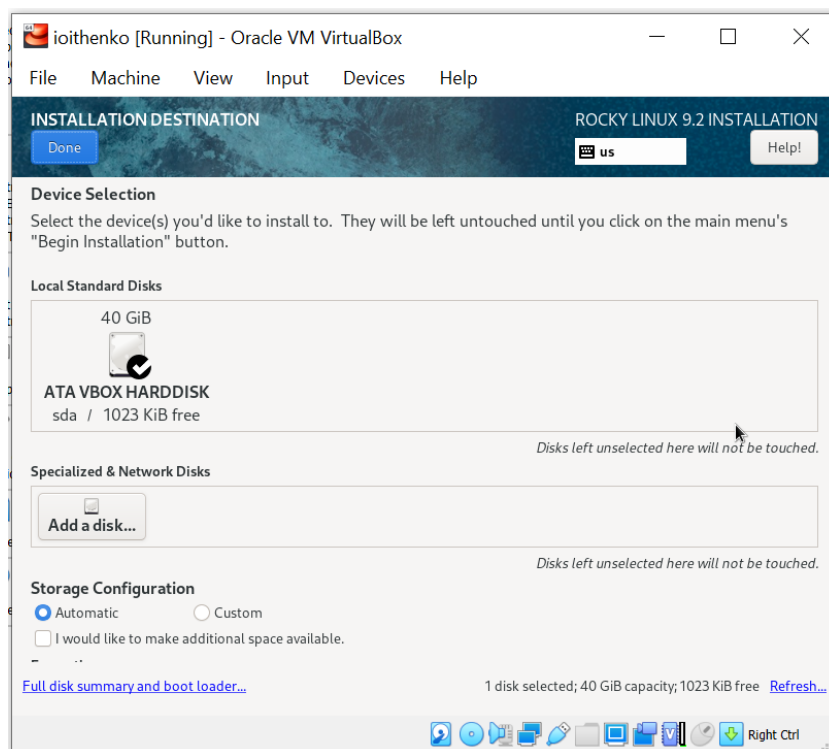 ioithenko [Running] - Oracle VM VirtualBox
File Machine View Input Devices Help
INSTALLATION DESTINATION
ROCKY LINUX 9.2 INSTALLATION
Done
us
Help!
Device Selection
Select the device(s) you'd like to install to. They will be left untouched until you click on the main menu's
"Begin Installation" button.
Local Standard Disks
40 GiB
ATA VBOX HARDDISK
sda / 1023 KiB free
Disks left unselected here will not be touched.
Specialized & Network Disks
Add a disk...
Disks left unselected here will not be touched.
Storage Configuration
Automatic
Custom
I would like to make additional space available.
Full disk summary and boot loader...
1 disk selected; 40 GiB capacity; 1023 KiB free Refresh...
Right Ctrl